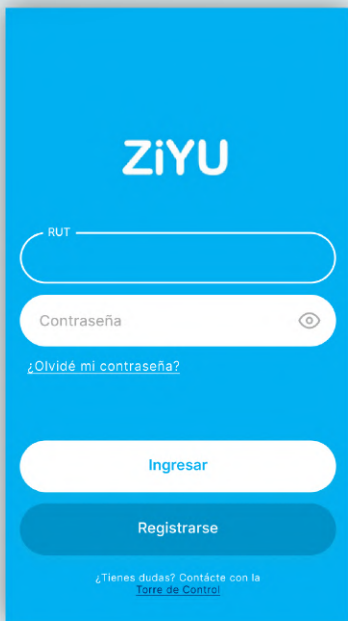 ZiYU
RUT
Contraseña
¿Olvidé mi contraseña?
Ingresar
Registrarse
¿Tienes dudas? Contácte con la
Torre de Control